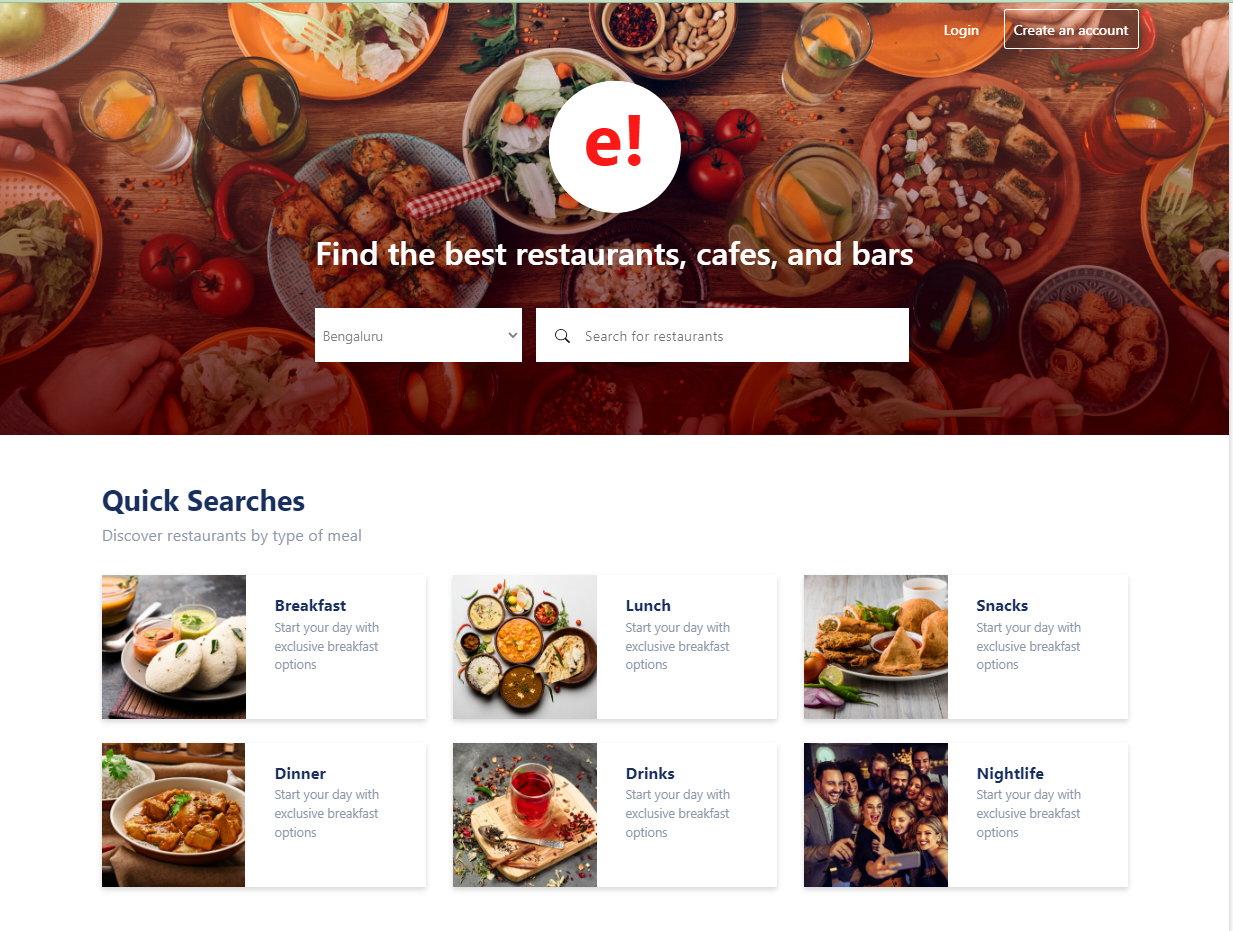 Login
Create an account
e!
Find the best restaurants, cafes, and bars
Bengaluru
Search for restaurants
Quick Searches
Discover restaurants by type of meal
Breakfast
Start your day with
exclusive breakfast
options
Lunch
Start your day with
exclusive breakfast
options
Snacks
Start your day with
exclusive breakfast
options
Dinner
Start your day with
exclusive breakfast
options
Drinks
Start your day with
exclusive breakfast
options
Nightlife
Start your day with
exclusive breakfast
options